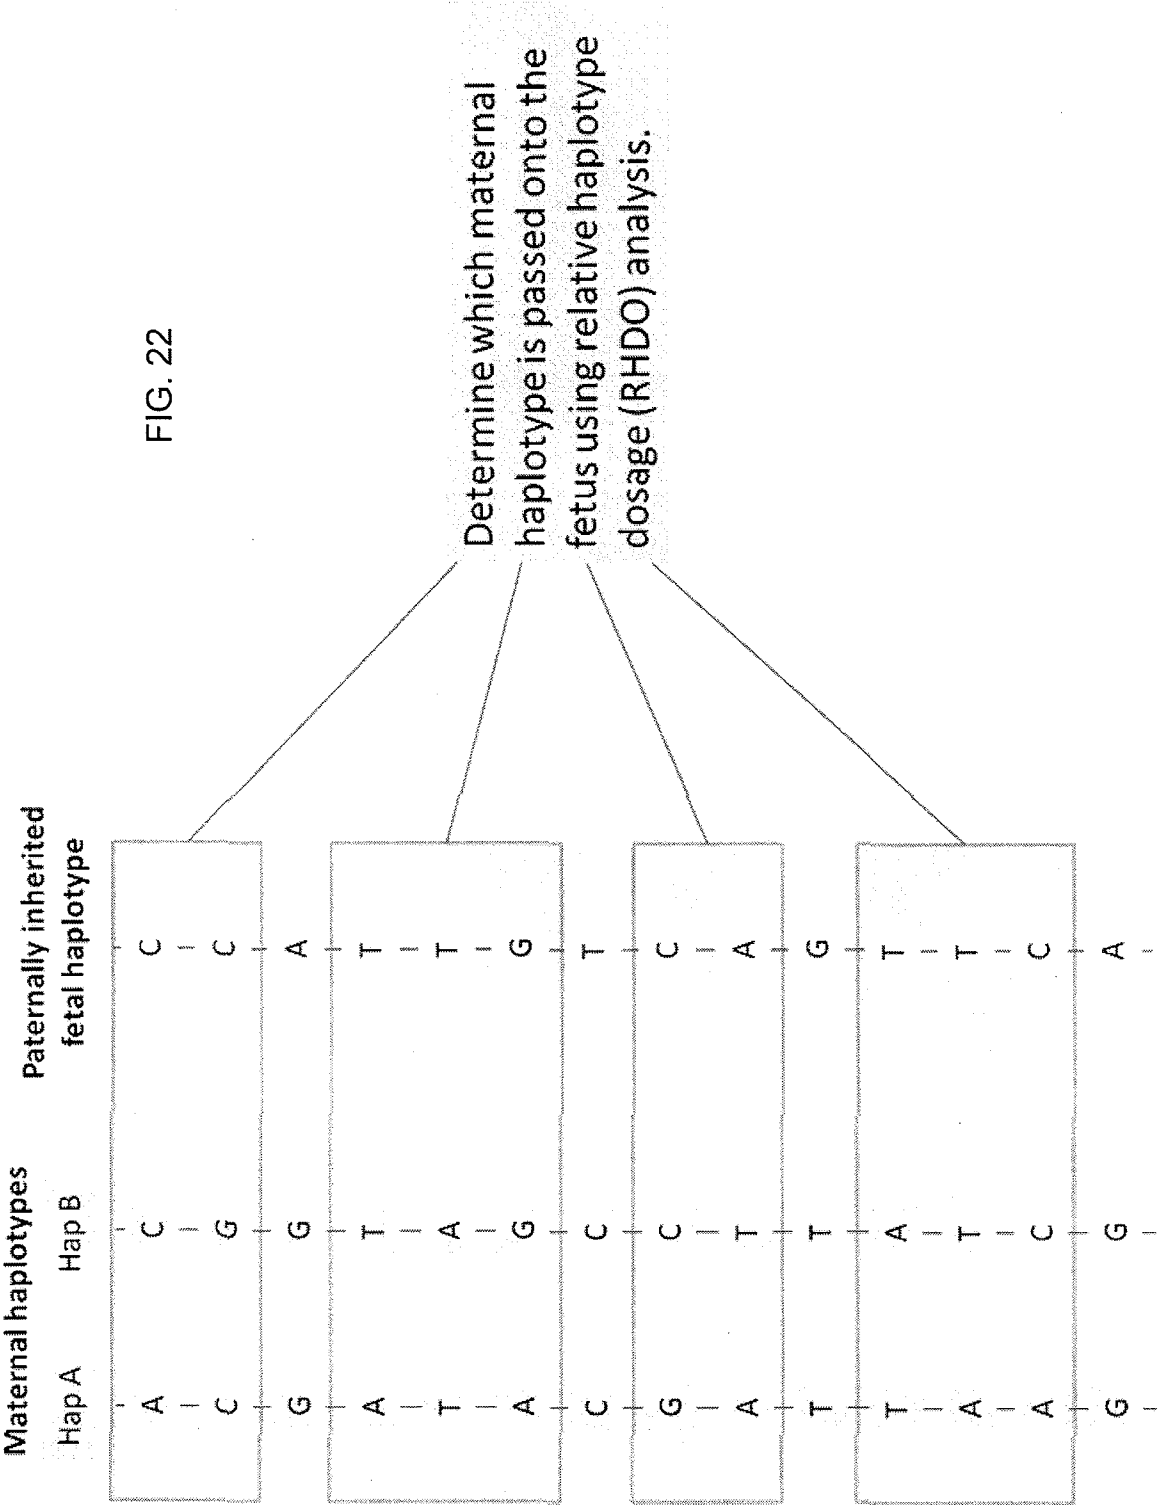 Maternal haplotypes
Paternally inherited
fetal haplotype
Hap A Hap B
FIG. 22
A C C
C G C
G G A
A T T
T A T
A G G
C C T
G C C
A T A
T T G
T A T
A T T
A C C
G G A
Determine which maternal
haplotype is passed onto the
fetus using relative haplotype
dosage (RHDO) analysis.